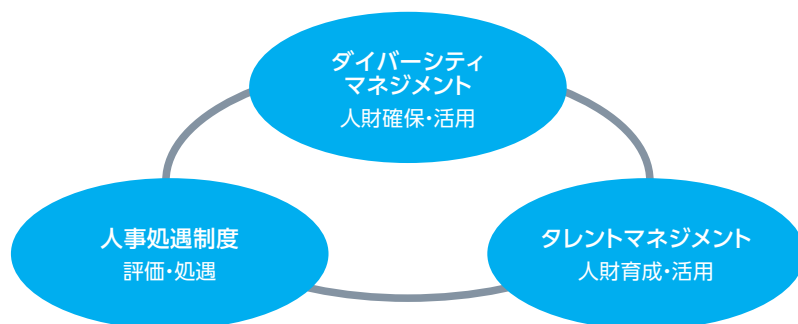 ダイバーシティ
マネジメント
人財確保・活用
人事処遇制度
評価・処遇
タレントマネジメント
人財育成・活用